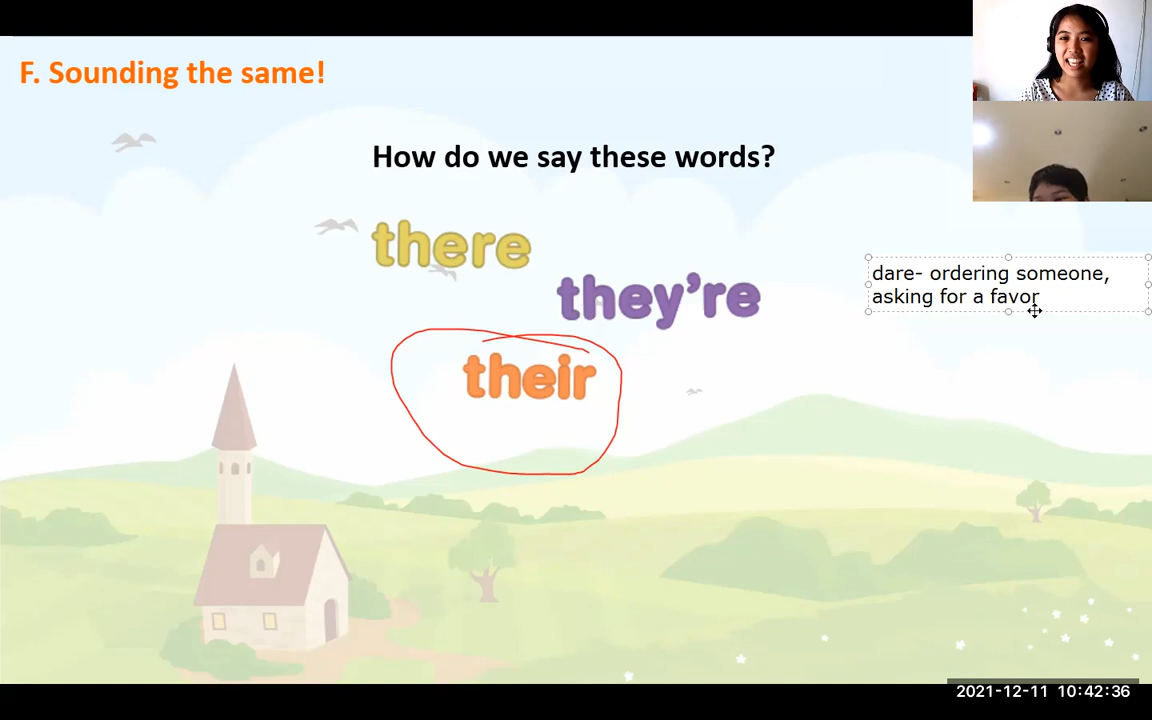 F. Sounding the same!
How do we say these words?
there
they're
their
dare- ordering someone,
asking for a favor
2021-12-11 10:42:36